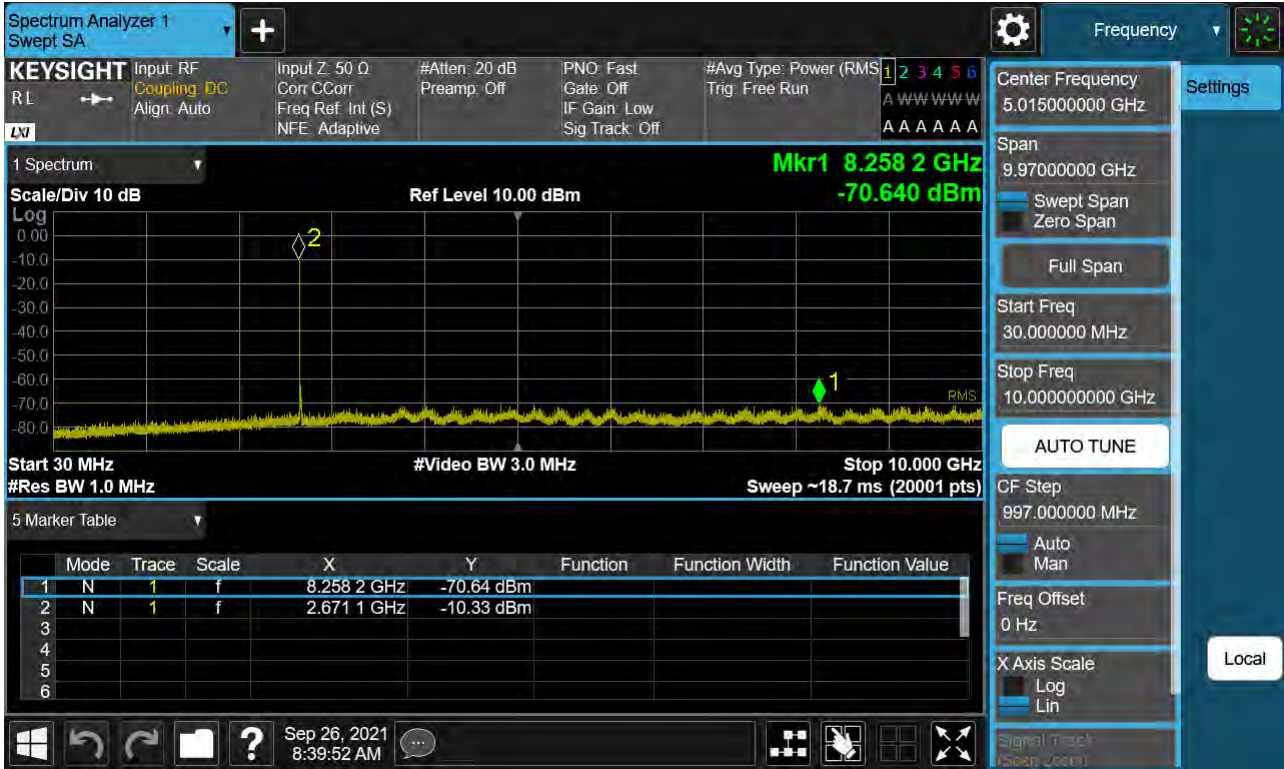 Spectrum Analyzer 1
Swept SA
Frequency
KEYSIGHT
RL
LXI
Input: RF
Coupling: DC
Align: Auto
Input Z: 50 Ω
Corr CCorr
Freq Ref: Int (S)
NFE: Adaptive
#Atten: 20 dB
Preamp: Off
PNO: Fast
Gate: Off
IF Gain: Low
Sig Track: Off
#Avg Type: Power (RMS
Trig: Free Run
1 2 3 4 5 6
A W W W W W
A A A A A A
1 Spectrum
Scale/Div 10 dB
Ref Level 10.00 dBm
Mkr1 8.258 2 GHz
-70.640 dBm
Log
0.00
-10.0
-20.0
-30.0
-40.0
-50.0
-60.0
-70.0
-80.0
2
1
RMS
Start 30 MHz
#Video BW 3.0 MHz
Stop 10.000 GHz
#Res BW 1.0 MHz
Sweep ~18.7 ms (20001 pts)
5 Marker Table
Mode Trace Scale X Y Function Function Width Function Value
1 N 1 f 8.258 2 GHz -70.64 dBm
2 N 1 f 2.671 1 GHz -10.33 dBm
3
4
5
6
Sep 26, 2021
8:39:52 AM
Center Frequency
5.015000000 GHz
Span
9.97000000 GHz
Swept Span
Zero Span
Full Span
Start Freq
30.000000 MHz
Stop Freq
10.000000000 GHz
AUTO TUNE
CF Step
997.000000 MHz
Auto
Man
Freq Offset
0 Hz
X Axis Scale
Log
Lin
Signal Track
(Span Zoom)
Settings
Local